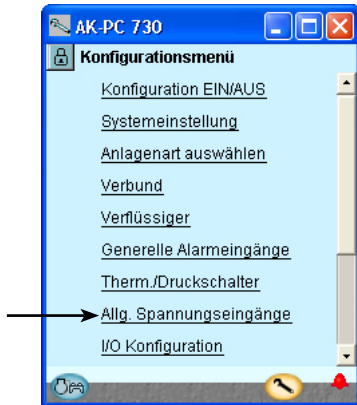 AK-PC 730
Konfigurationsmenü
Konfiguration EIN/AUS
Systemeinstellung
Anlagenart auswählen
Verbund
Verflüssiger
Generelle Alarmeingänge
Therm./Druckschalter
Allg. Spannungseingänge
I/O Konfiguration